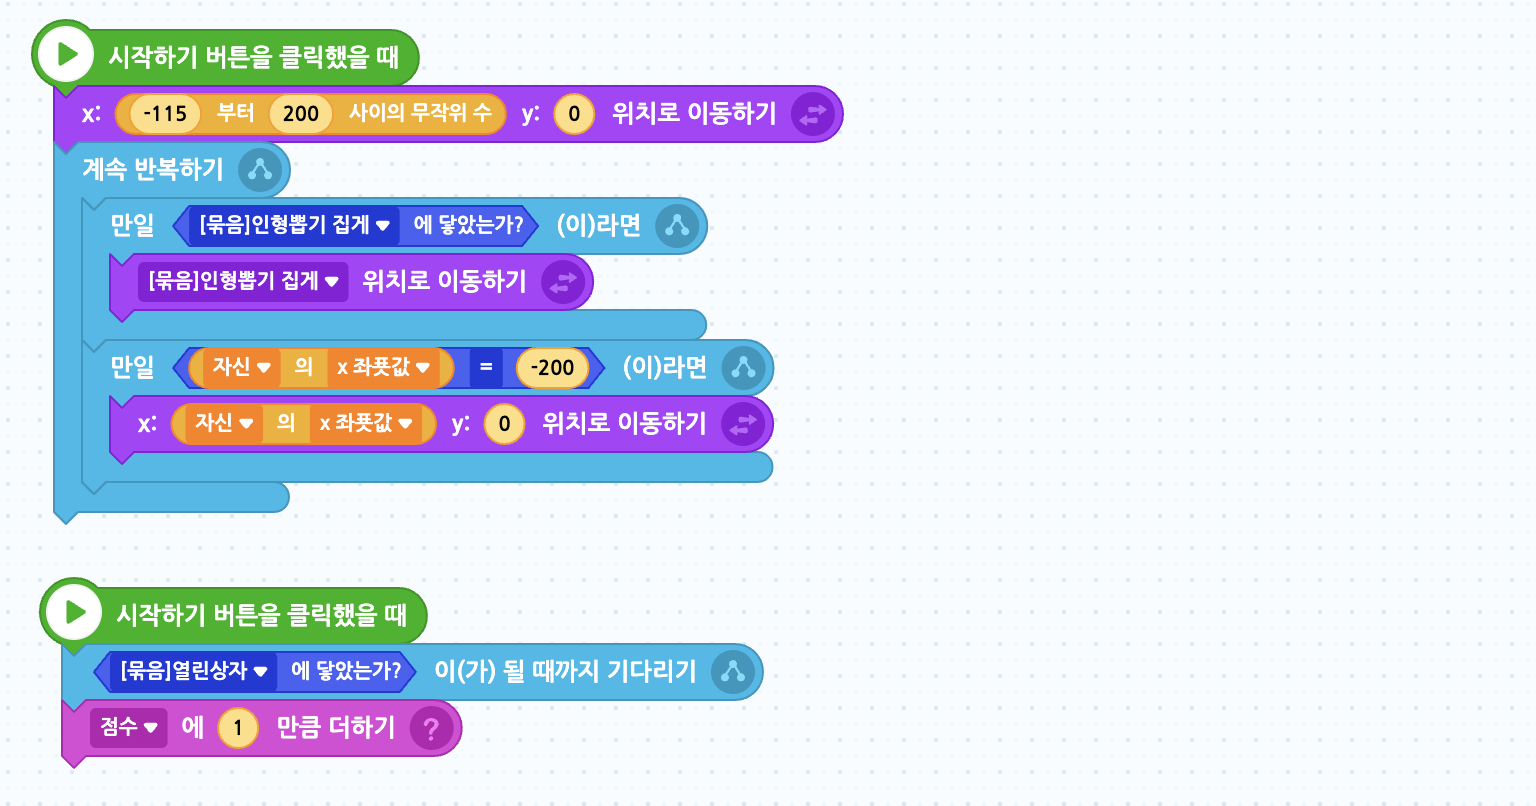 시작하기 버튼을 클릭했을 때
x: -115 부터 200 사이의 무작위 수 y: 0 위치로 이동하기
계속 반복하기
만일 [묶음]인형뽑기 집게 에 닿았는가? (이)라면
[묶음]인형뽑기 집게 위치로 이동하기
만일 자신 의 x 좌푯값 = -200 (이)라면
x: 자신 의 x 좌푯값 y: 0 위치로 이동하기
시작하기 버튼을 클릭했을 때
[묶음]열린상자 에 닿았는가? 이(가) 될 때까지 기다리기
점수 에 1 만큼 더하기 ?